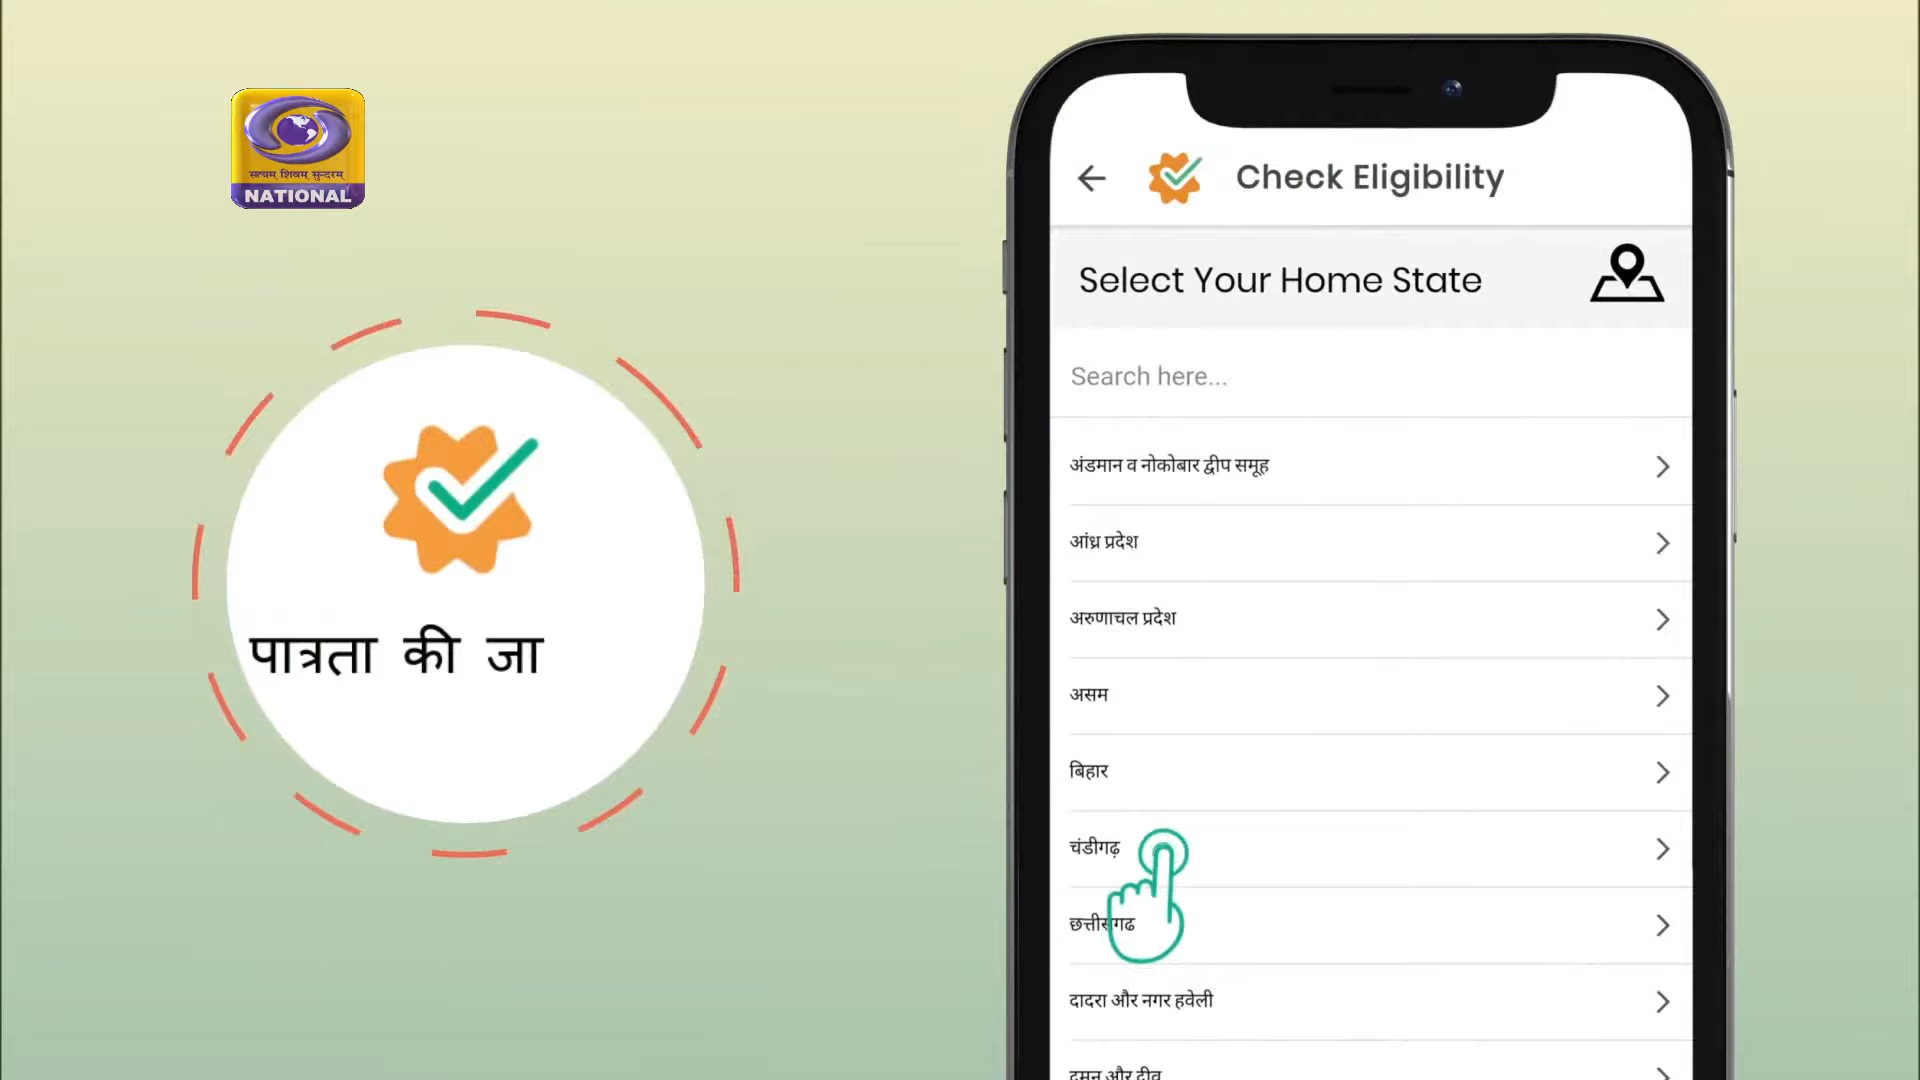 सत्यम् शिवम् सुन्दरम्
NATIONAL
पात्रता की जा
Check Eligibility
Select Your Home State
Search here...
अंडमान व नोकोबार द्वीप समूह
आंध्र प्रदेश
अरुणाचल प्रदेश
असम
बिहार
चंडीगढ़
छत्तीसगढ
दादरा और नगर हवेली
दमन और दीव